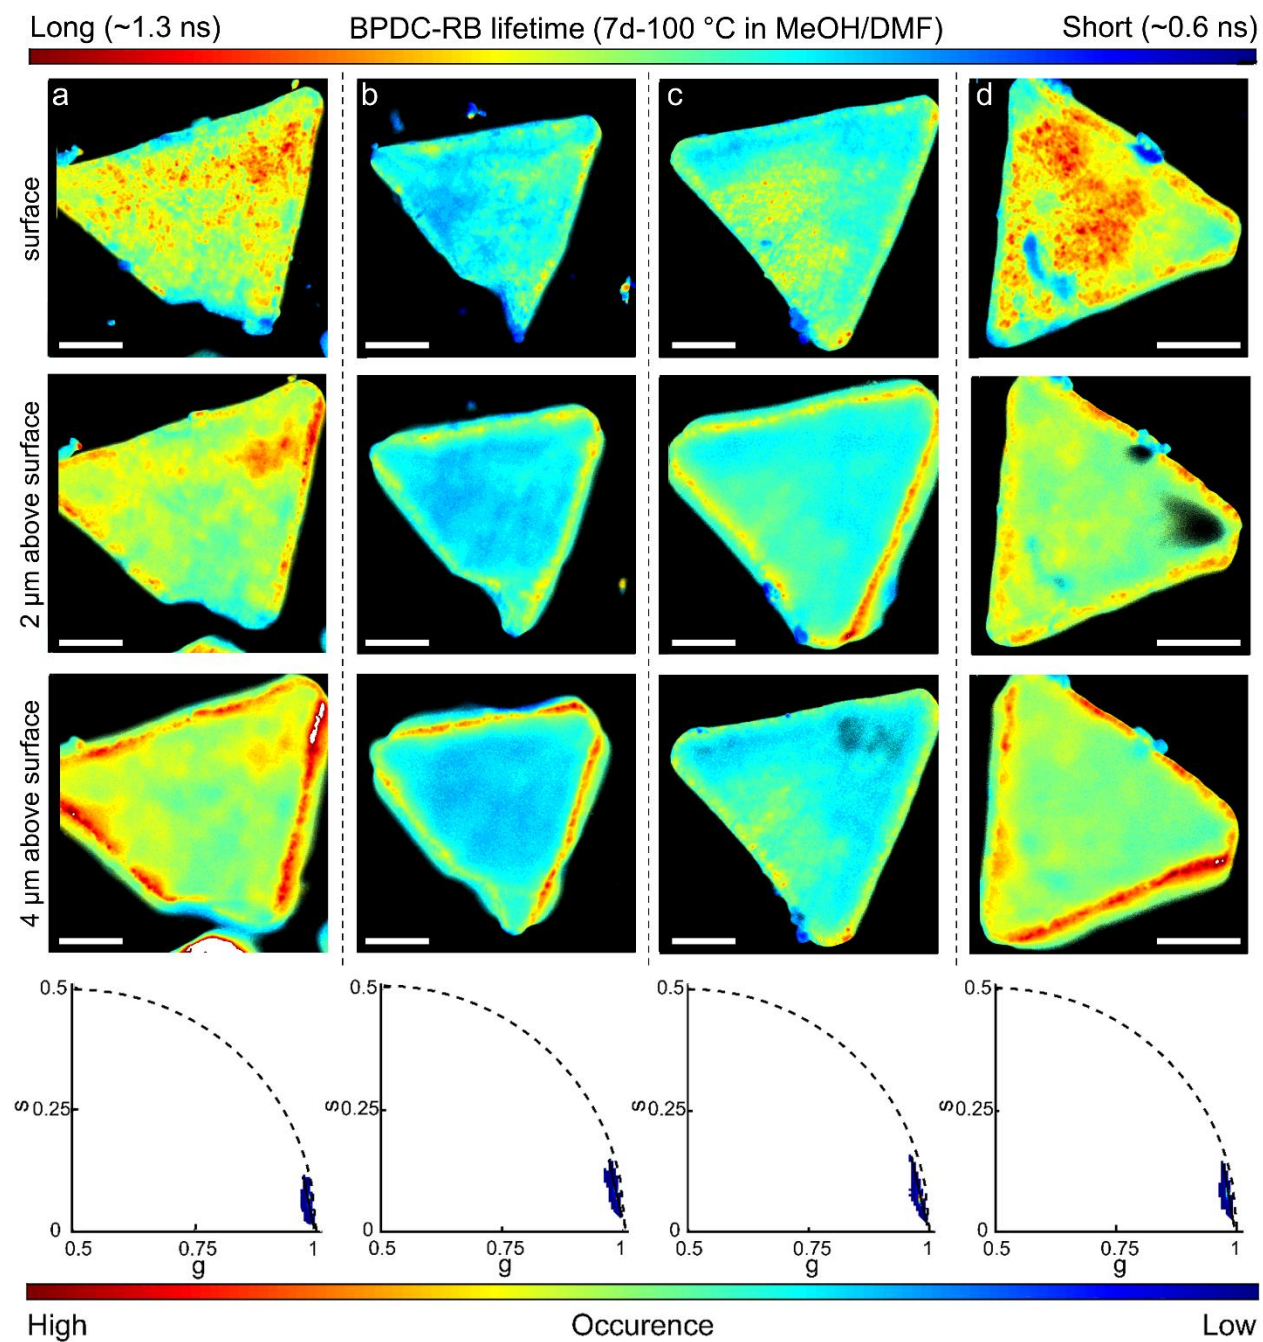 Long (~1.3 ns) BPDC-RB lifetime (7d-100 °C in MeOH/DMF) Short (~0.6 ns)
a b c d
surface
2 µm above surface
4 µm above surface
0.5 0.5 0.5 0.5
s 0.25 s 0.25 s 0.25 s 0.25
0 0 0 0
0.5 0.75 1 0.5 0.75 1 0.5 0.75 1 0.5 0.75 1
g g g g
High Occurence Low